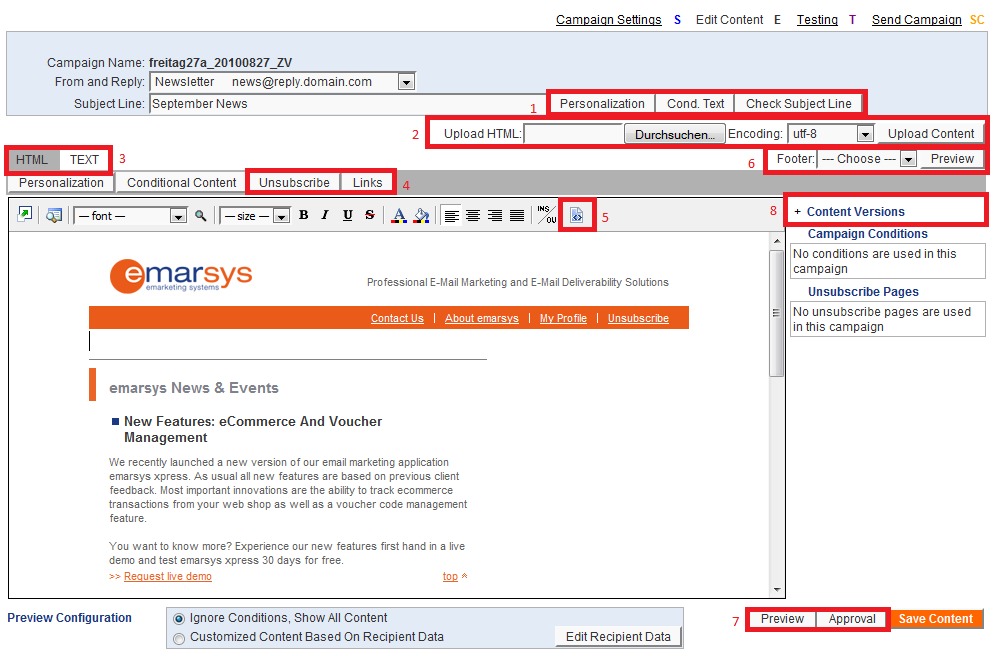 Campaign Settings S Edit Content E Testing T Send Campaign SC
Campaign Name: freitag27a_20100827_ZV
From and Reply: Newsletter news@reply.domain.com
Subject Line: September News
1 Personalization Cond. Text Check Subject Line
2 Upload HTML: Durchsuchen... Encoding: utf-8 Upload Content
HTML TEXT 3
6 Footer: --- Choose --- Preview
Personalization Conditional Content Unsubscribe Links 4
— font — — size — B I U S A INS/OU 5
8 + Content Versions
Campaign Conditions
No conditions are used in this
campaign
Unsubscribe Pages
No unsubscribe pages are used
in this campaign
emarsys
emarketing systems
Professional E-Mail Marketing and E-Mail Deliverability Solutions
Contact Us | About emarsys | My Profile | Unsubscribe
emarsys News & Events
New Features: eCommerce And Voucher
Management
We recently launched a new version of our email marketing application
emarsys xpress. As usual all new features are based on previous client
feedback. Most important innovations are the ability to track ecommerce
transactions from your web shop as well as a voucher code management
feature.
You want to know more? Experience our new features first hand in a live
demo and test emarsys xpress 30 days for free.
>> Request live demo top
Preview Configuration
Ignore Conditions, Show All Content
Customized Content Based On Recipient Data
Edit Recipient Data
7 Preview Approval Save Content